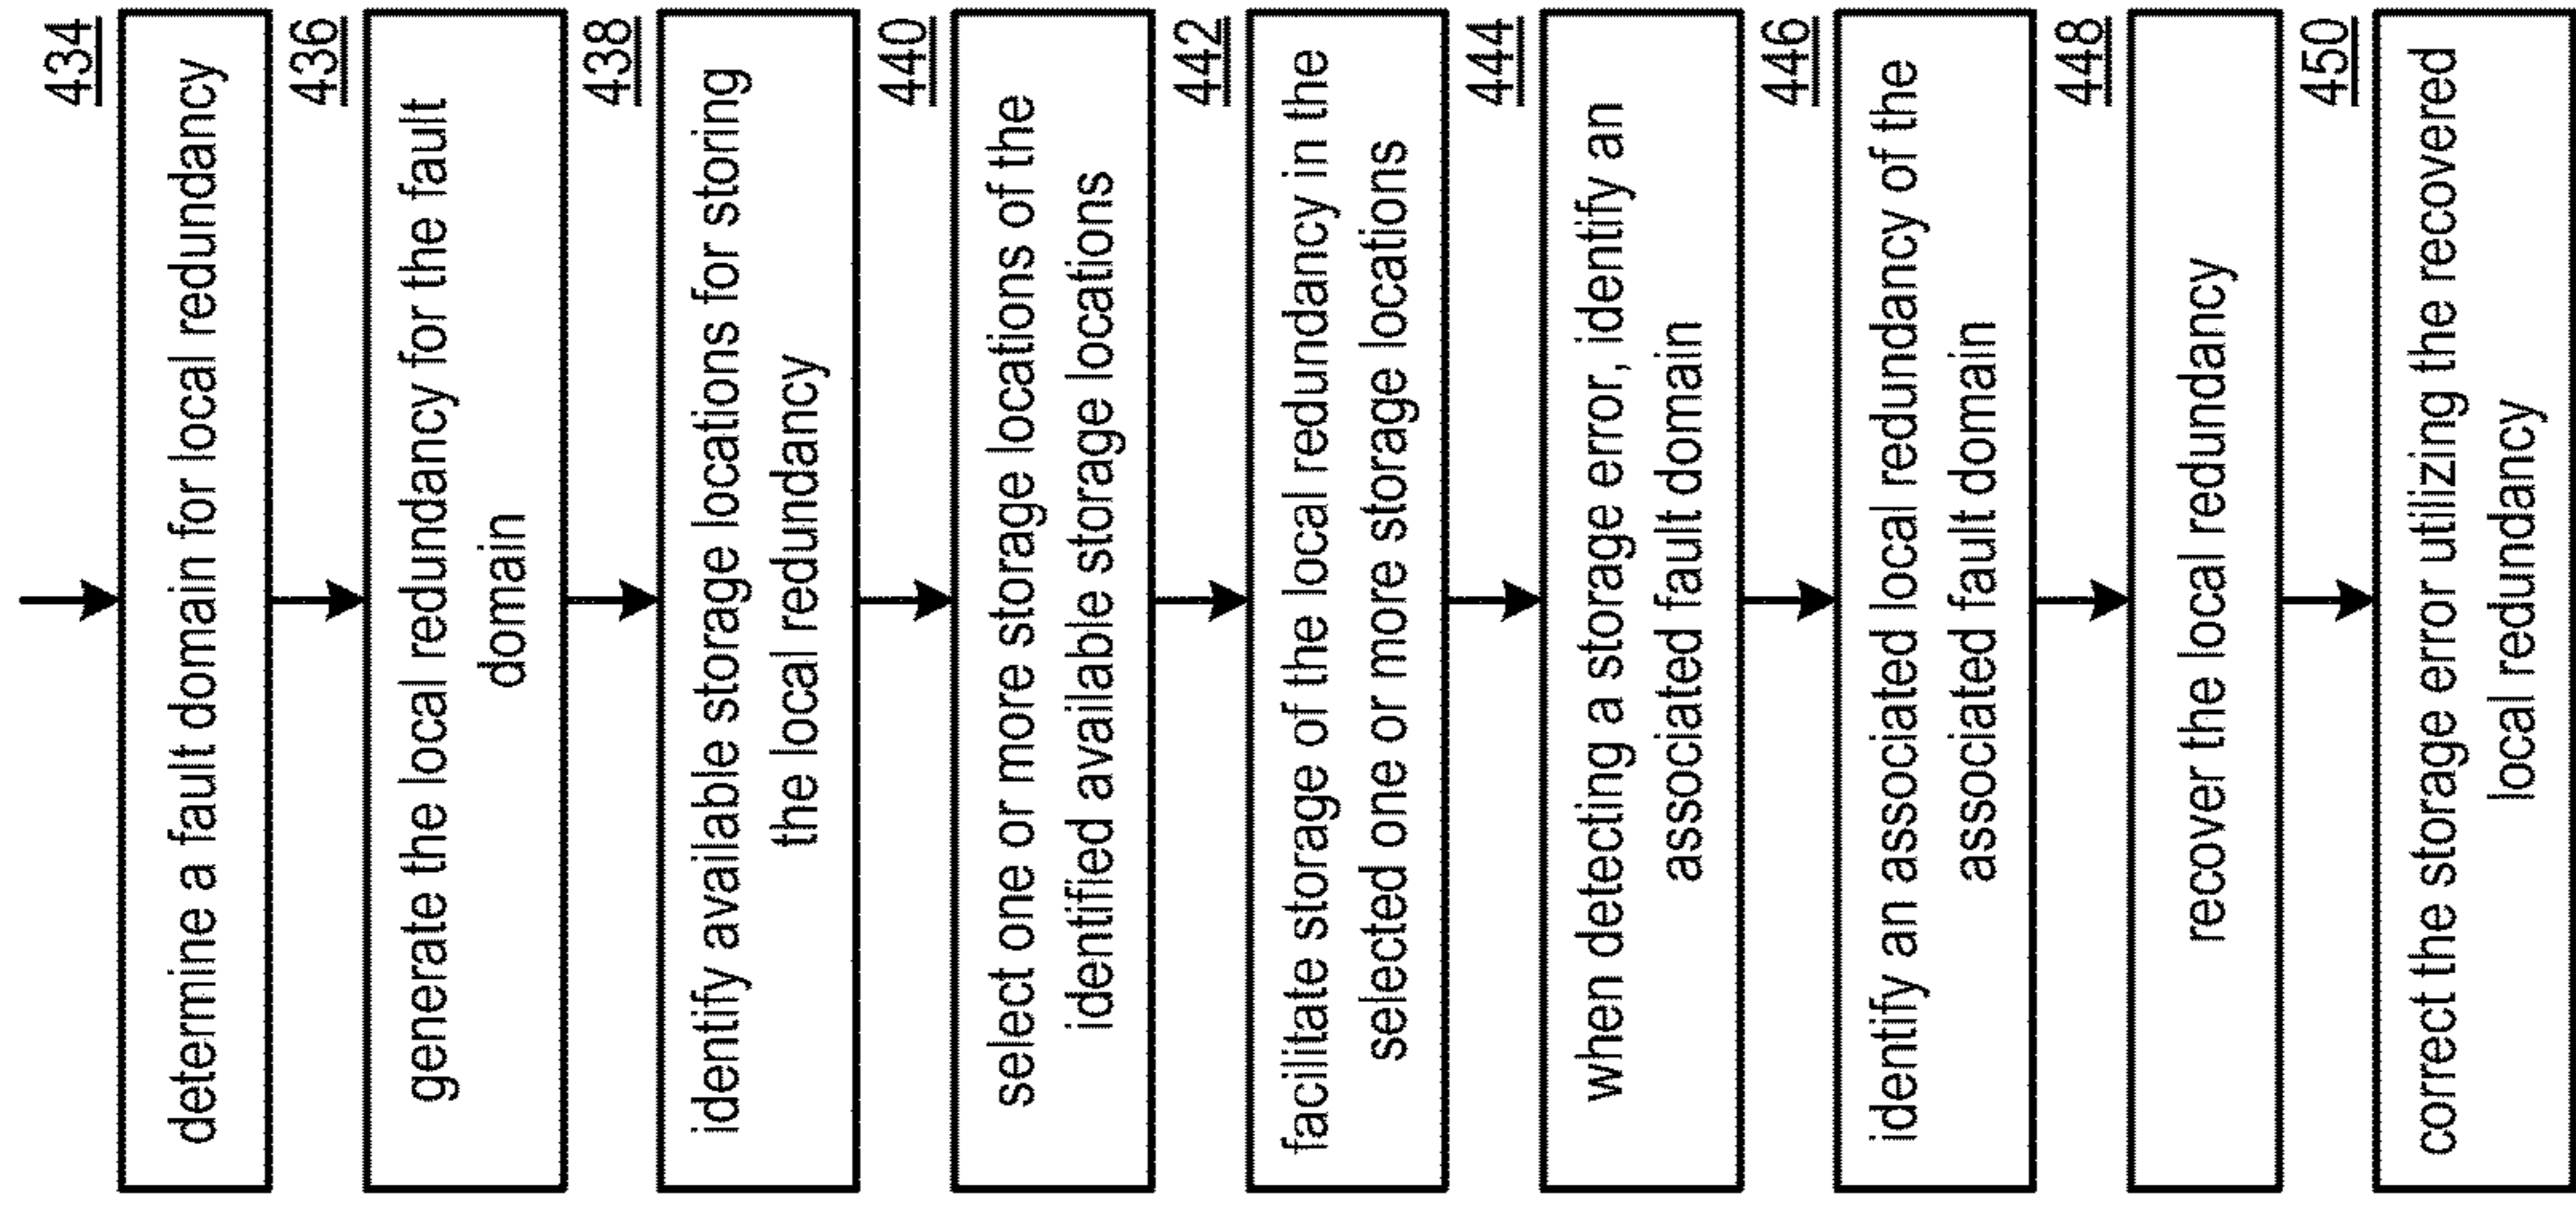 434
determine a fault domain for local redundancy
436
generate the local redundancy for the fault
domain
438
identify available storage locations for storing
the local redundancy
440
select one or more storage locations of the
identified available storage locations
442
facilitate storage of the local redundancy in the
selected one or more storage locations
444
when detecting a storage error, identify an
associated fault domain
446
identify an associated local redundancy of the
associated fault domain
448
recover the local redundancy
450
correct the storage error utilizing the recovered
local redundancy